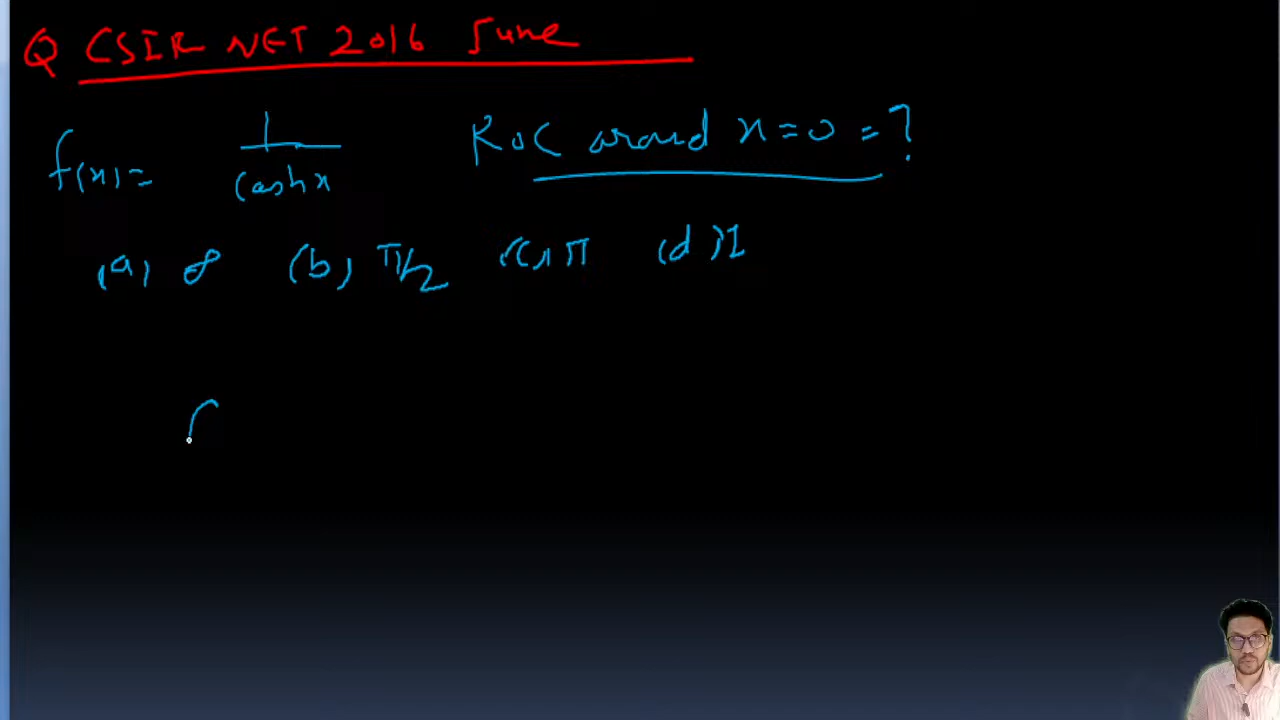 Q CSIR NET 2016 June
f(x) = 1/cosh x RoC around x = 0 = ?
(a) ∞ (b) π/2 (c) π (d) 1